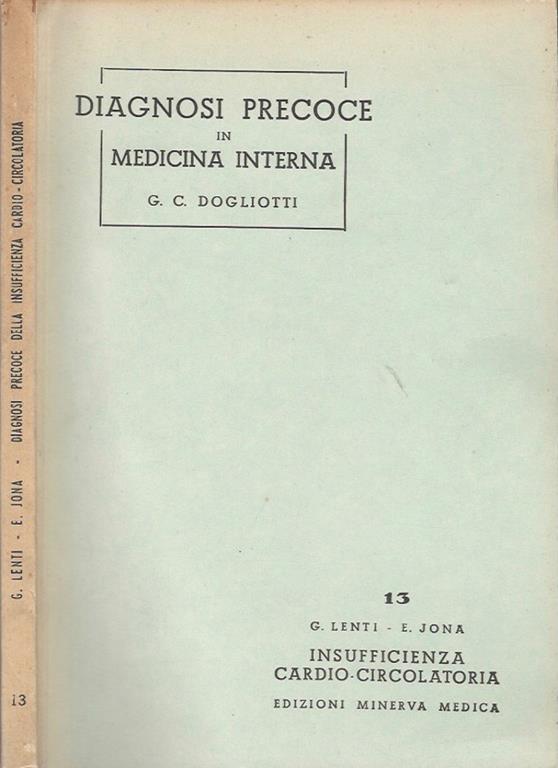 G. LENTI - E. JONA - DIAGNOSI PRECOCE DELLA INSUFFICIENZA CARDIO-CIRCOLATORIA
13
DIAGNOSI PRECOCE
IN
MEDICINA INTERNA
G. C. DOGLIOTTI
13
G. LENTI - E. JONA
INSUFFICIENZA
CARDIO-CIRCOLATORIA
EDIZIONI MINERVA MEDICA